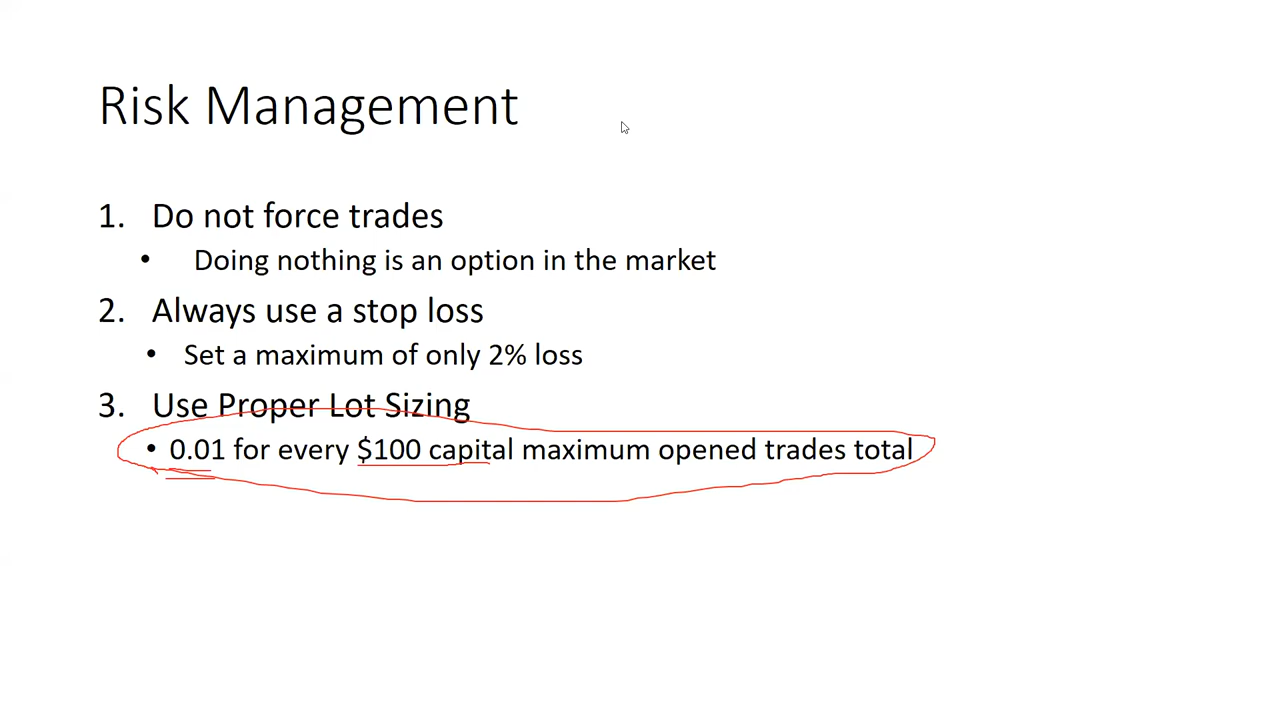 Risk Management
1. Do not force trades
• Doing nothing is an option in the market
2. Always use a stop loss
• Set a maximum of only 2% loss
3. Use Proper Lot Sizing
• 0.01 for every $100 capital maximum opened trades total